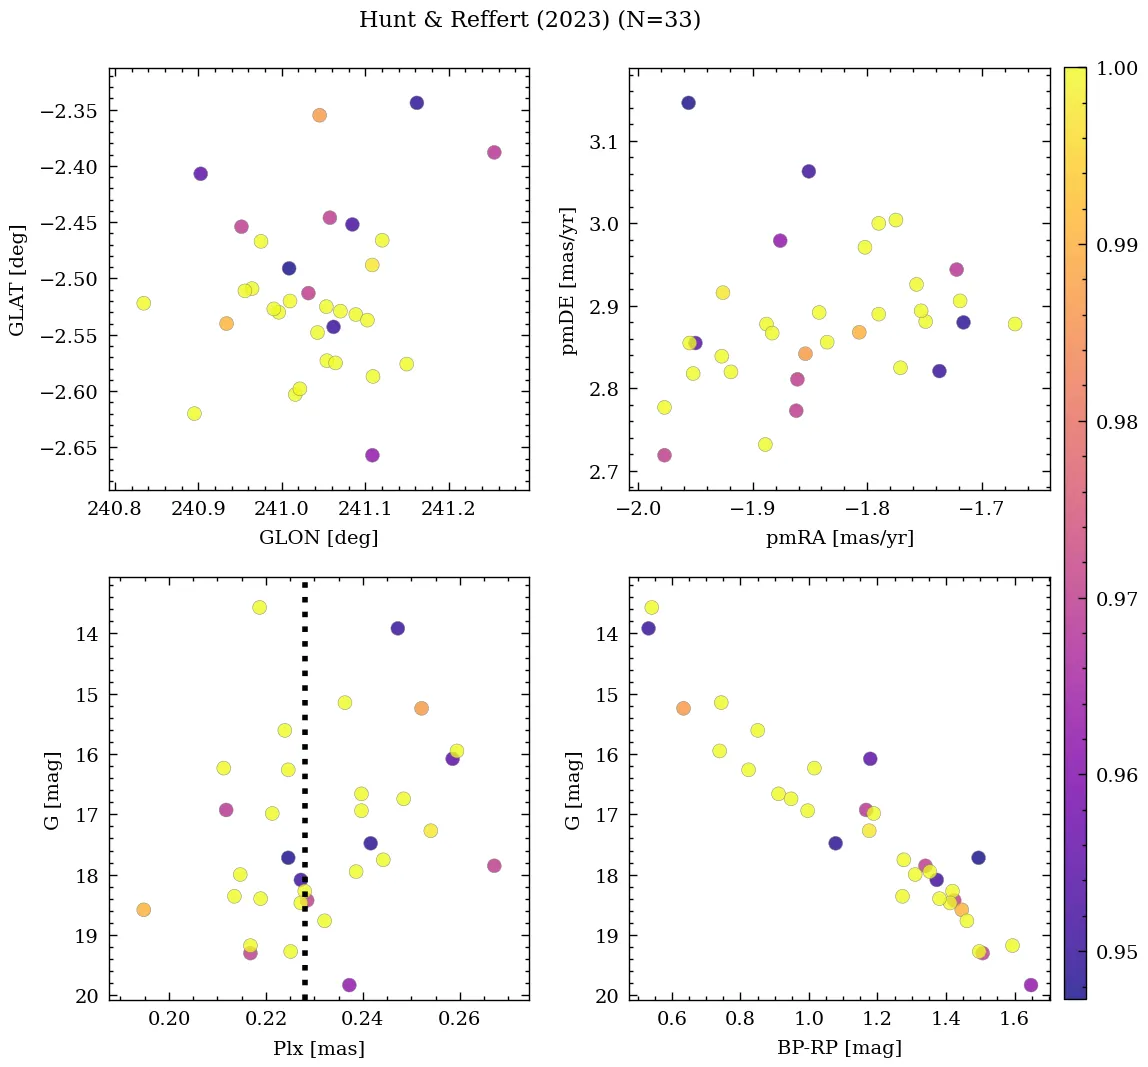 Hunt & Reffert (2023) (N=33)
−2.35
−2.40
−2.45
−2.50
−2.55
−2.60
−2.65
GLAT [deg]
240.8 240.9 241.0 241.1 241.2
GLON [deg]
3.1
3.0
2.9
2.8
2.7
pmDE [mas/yr]
−2.0 −1.9 −1.8 −1.7
pmRA [mas/yr]
1.00
0.99
0.98
0.97
0.96
0.95
14
15
16
17
18
19
20
G [mag]
0.20 0.22 0.24 0.26
Plx [mas]
14
15
16
17
18
19
20
G [mag]
0.6 0.8 1.0 1.2 1.4 1.6
BP-RP [mag]